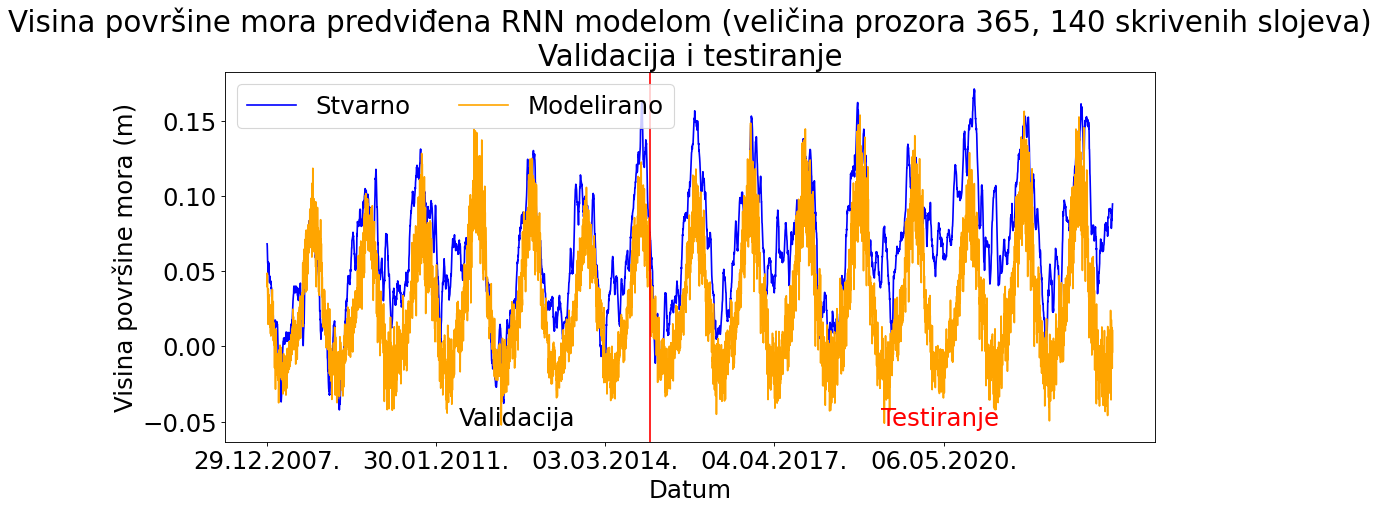 Visina površine mora predviđena RNN modelom (veličina prozora 365, 140 skrivenih slojeva)
Validacija i testiranje
Stvarno
Modelirano
Visina površine mora (m)
0.15
0.10
0.05
0.00
−0.05
Validacija
Testiranje
29.12.2007.
30.01.2011.
03.03.2014.
04.04.2017.
06.05.2020.
Datum